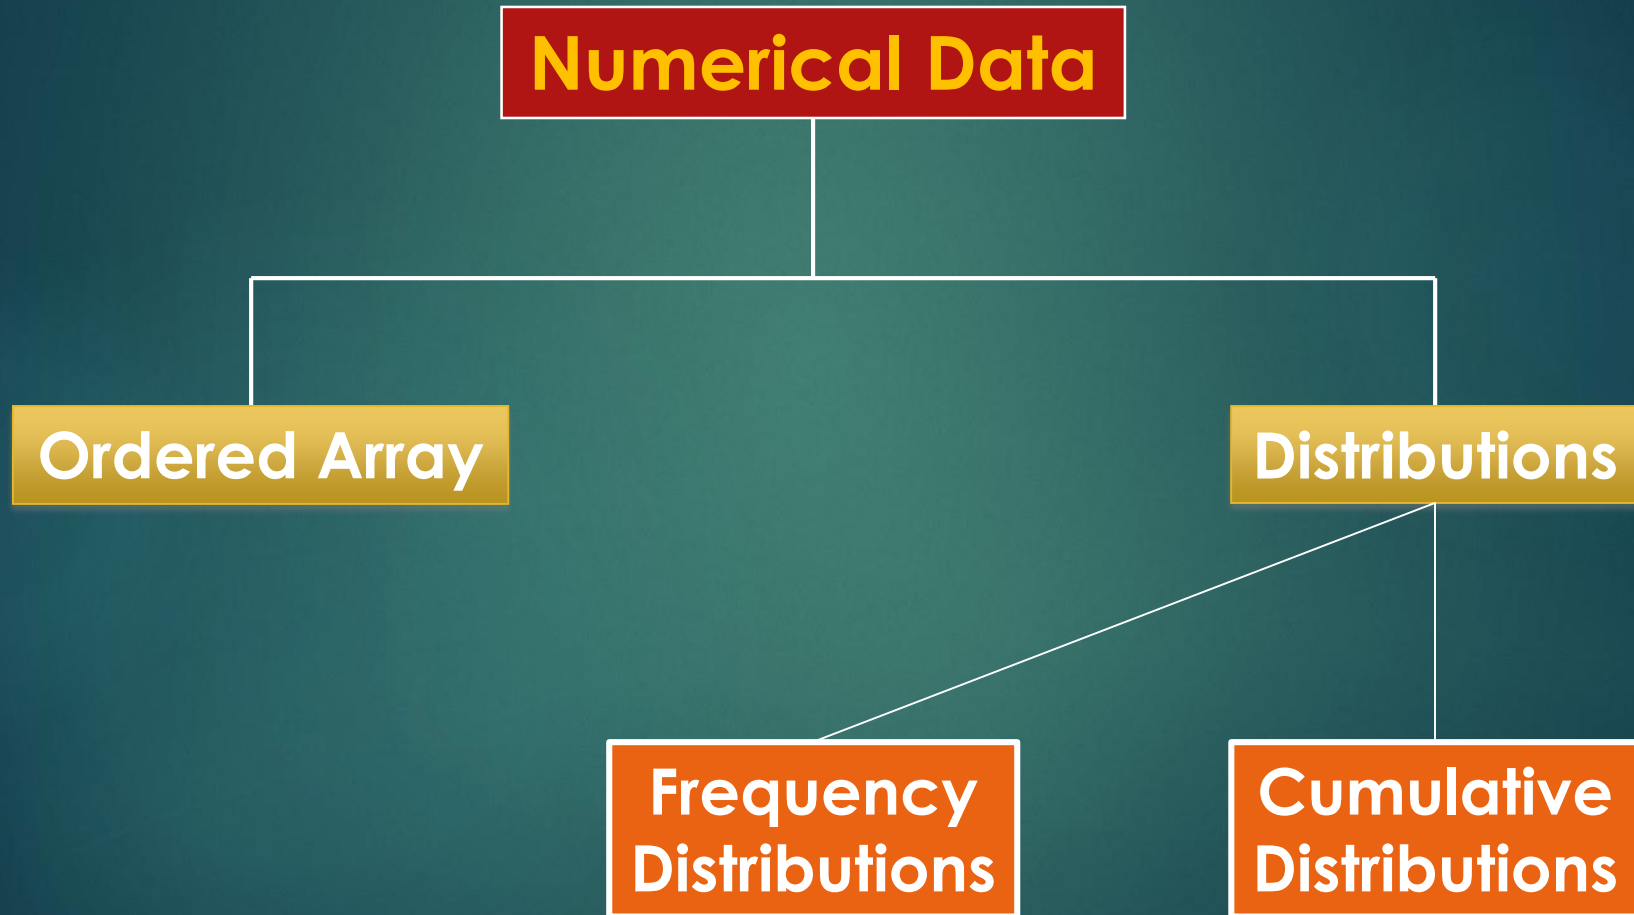 Numerical Data
Ordered Array
Distributions
Frequency
Distributions
Cumulative
Distributions